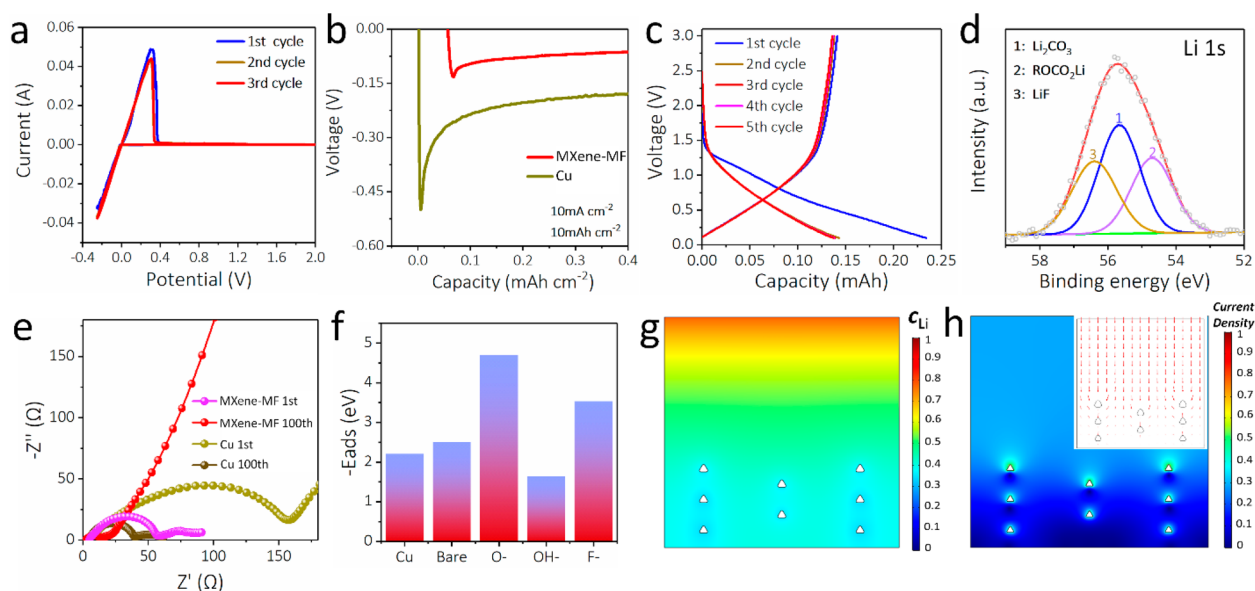 a
0.06
0.04
0.02
0.00
-0.02
-0.04
-0.06
Current (A)
1st cycle
2nd cycle
3rd cycle
-0.4
0.0
0.4
0.8
1.2
1.6
2.0
Potential (V)
b
0.00
-0.15
-0.30
-0.45
-0.60
Voltage (V)
MXene-MF
Cu
10mA cm⁻²
10mAh cm⁻²
0.0
0.1
0.2
0.3
0.4
Capacity (mAh cm⁻²)
c
3.0
2.5
2.0
1.5
1.0
0.5
0.0
Voltage (V)
1st cycle
2nd cycle
3rd cycle
4th cycle
5th cycle
0.00
0.05
0.10
0.15
0.20
0.25
Capacity (mAh)
d
Li 1s
1: Li₂CO₃
2: ROCO₂Li
3: LiF
1
2
3
Intensity (a.u.)
59
58
57
56
55
54
53
52
Binding energy (eV)
e
150
100
50
0
-Z'' (Ω)
MXene-MF 1st
MXene-MF 100th
Cu 1st
Cu 100th
0
50
100
150
Z' (Ω)
f
5
4
3
2
1
0
-Eads (eV)
Cu
Bare
O-
OH-
F-
g
cLi
1
0.9
0.8
0.7
0.6
0.5
0.4
0.3
0.2
0.1
0
h
Current
Density
1
0.9
0.8
0.7
0.6
0.5
0.4
0.3
0.2
0.1
0